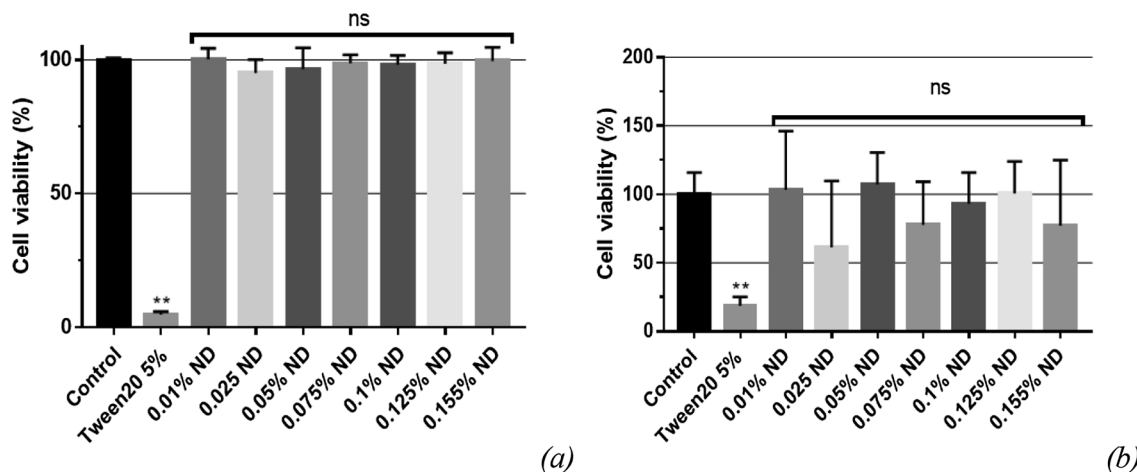 ns
100
50
0
Cell viability (%)
**
Control
Tween20 5%
0.01% ND
0.025 ND
0.05% ND
0.075% ND
0.1% ND
0.125% ND
0.155% ND
(a)
200
150
100
50
0
Cell viability (%)
ns
**
Control
Tween20 5%
0.01% ND
0.025 ND
0.05% ND
0.075% ND
0.1% ND
0.125% ND
0.155% ND
(b)